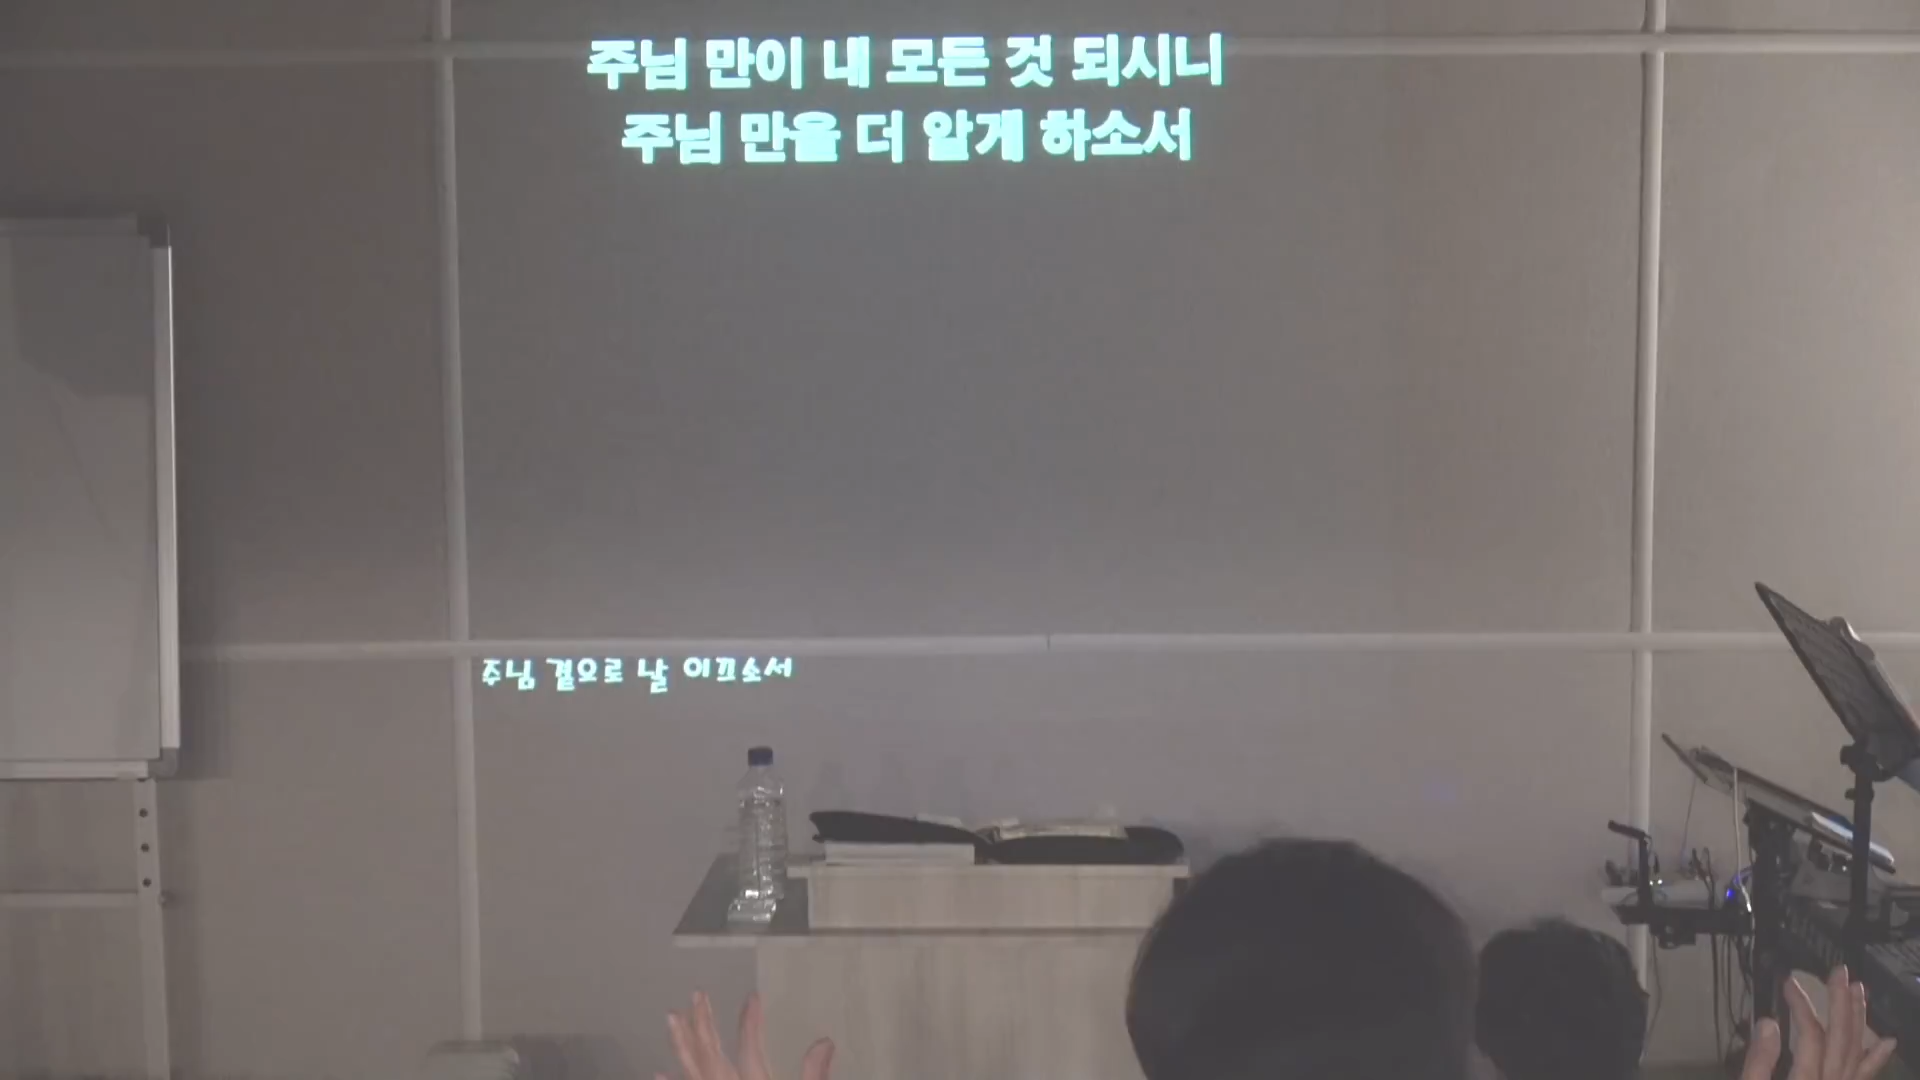 주님 만이 내 모든 것 되시니
주님 만을 더 알게 하소서
주님 곁으로 날 이끄소서